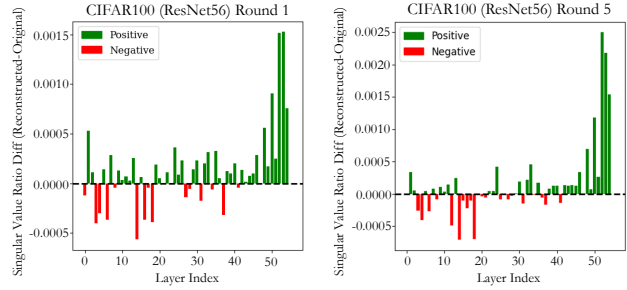 CIFAR100 (ResNet56) Round 1
Singular Value Ratio Diff (Reconstructed-Original)
0.0015
0.0010
0.0005
0.0000
-0.0005
Positive
Negative
0 10 20 30 40 50
Layer Index
CIFAR100 (ResNet56) Round 5
Singular Value Ratio Diff (Reconstructed-Original)
0.0025
0.0020
0.0015
0.0010
0.0005
0.0000
-0.0005
Positive
Negative
0 10 20 30 40 50
Layer Index